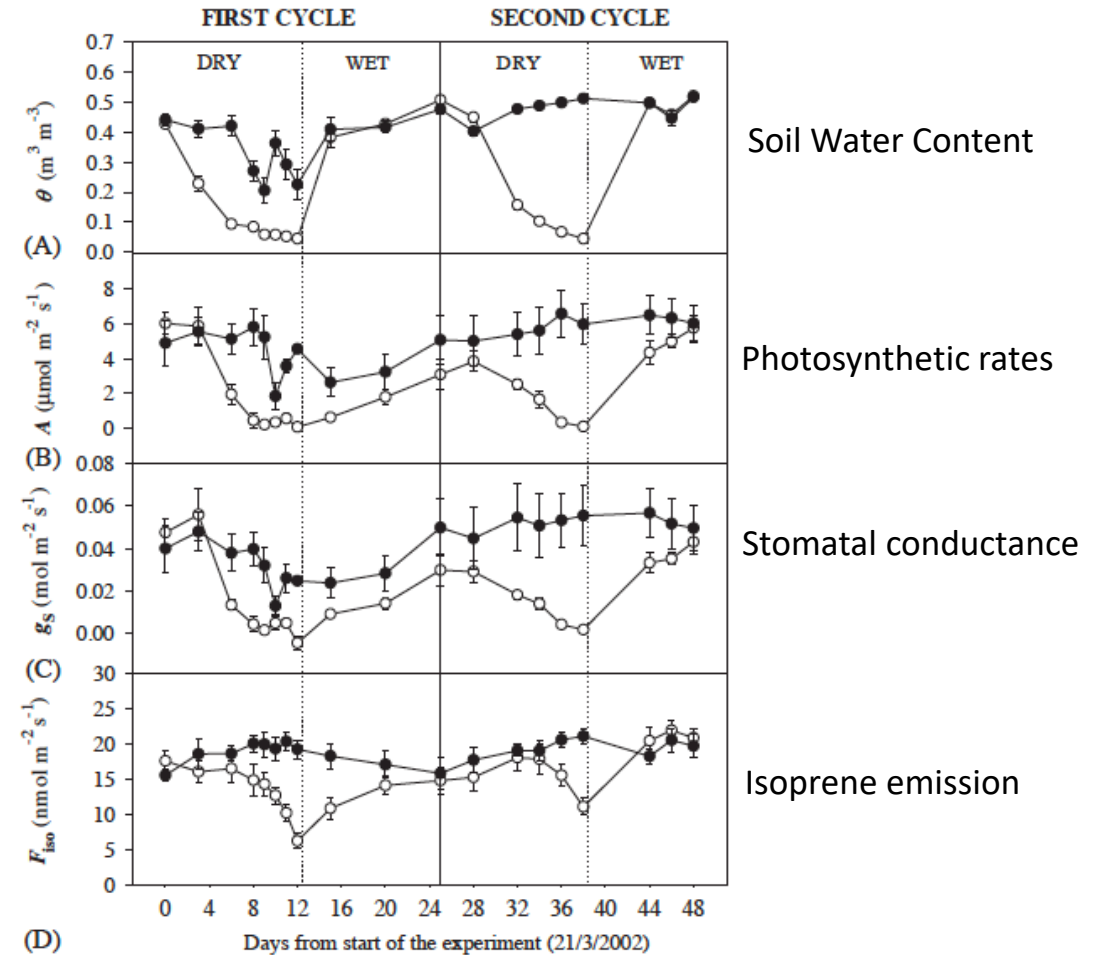 FIRST CYCLE SECOND CYCLE
DRY WET DRY WET
0.7
0.6
0.5
0.4
0.3
0.2
0.1
0.0
θ (m³ m⁻³)
(A)
Soil Water Content
8
6
4
2
0
A (μmol m⁻² s⁻¹)
(B)
Photosynthetic rates
0.08
0.06
0.04
0.02
0.00
gₛ (mol m⁻² s⁻¹)
(C)
Stomatal conductance
30
25
20
15
10
5
0
F_iso (nmol m⁻² s⁻¹)
Isoprene emission
0 4 8 12 16 20 24 28 32 36 40 44 48
(D)
Days from start of the experiment (21/3/2002)